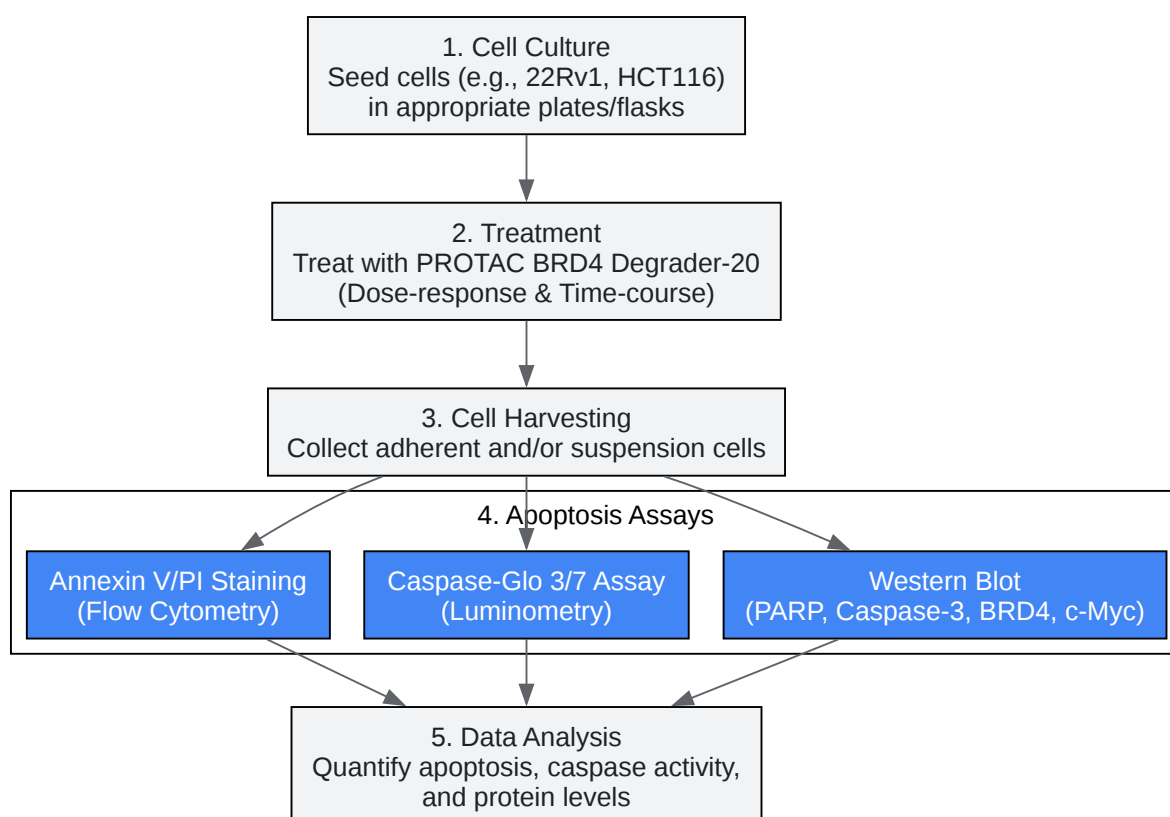 1. Cell Culture
Seed cells (e.g., 22Rv1, HCT116)
in appropriate plates/flasks
2. Treatment
Treat with PROTAC BRD4 Degrader-20
(Dose-response & Time-course)
3. Cell Harvesting
Collect adherent and/or suspension cells
4. Apoptosis Assays
Annexin V/PI Staining
(Flow Cytometry)
Caspase-Glo 3/7 Assay
(Luminometry)
Western Blot
(PARP, Caspase-3, BRD4, c-Myc)
5. Data Analysis
Quantify apoptosis, caspase activity,
and protein levels